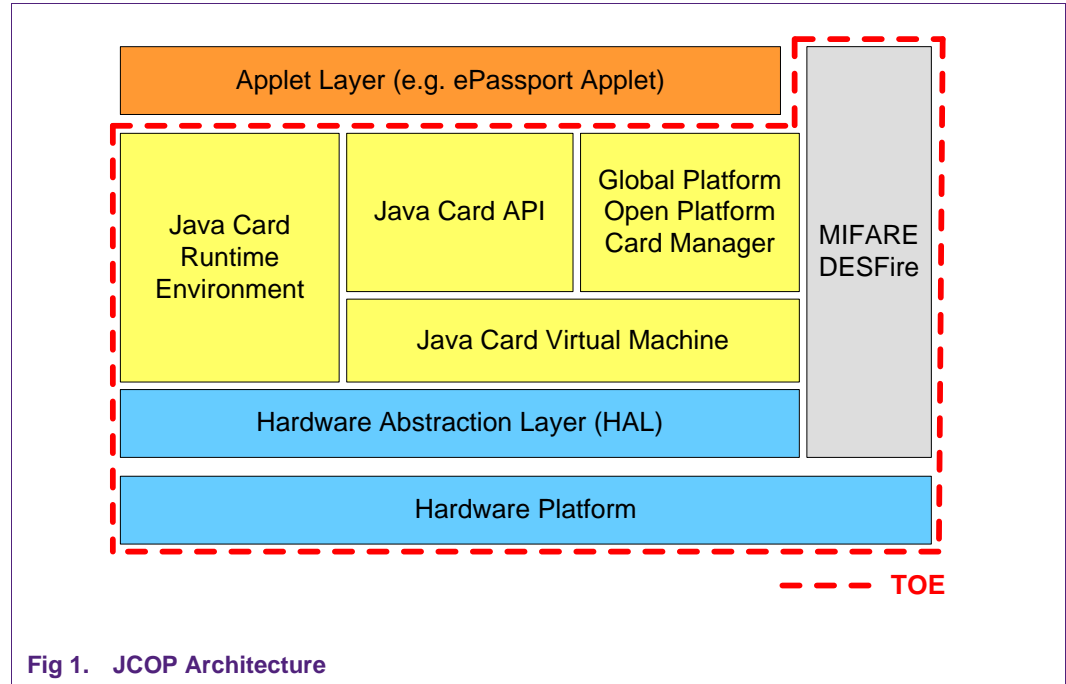 Applet Layer (e.g. ePassport Applet)
Java Card
Runtime
Environment
Java Card API
Global Platform
Open Platform
Card Manager
MIFARE
DESFire
Java Card Virtual Machine
Hardware Abstraction Layer (HAL)
Hardware Platform
TOE
Fig 1. JCOP Architecture